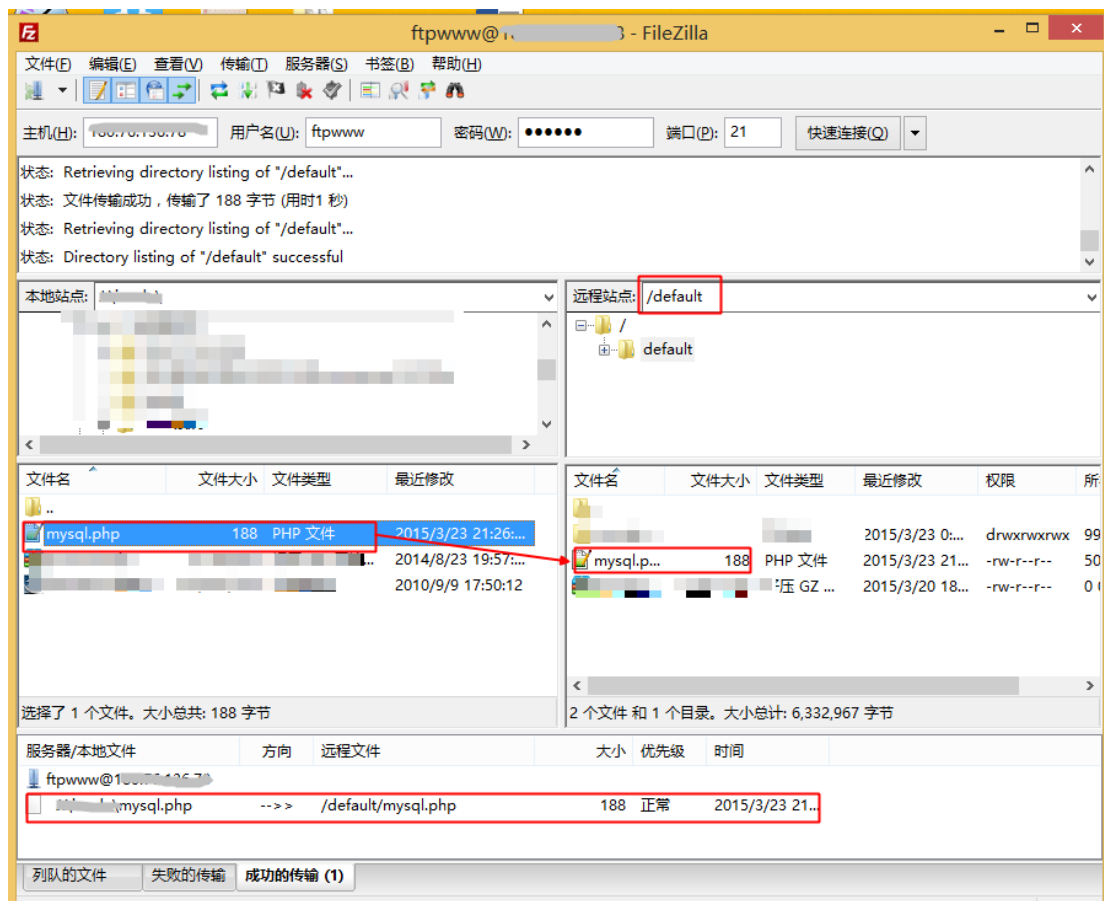 ftpwww@ 3 - FileZilla
文件(F) 编辑(E) 查看(V) 传输(T) 服务器(S) 书签(B) 帮助(H)
主机(H): 用户名(U): ftpwww 密码(W): ●●●●●● 端口(P): 21 快速连接(Q)
状态: Retrieving directory listing of "/default"...
状态: 文件传输成功，传输了 188 字节 (用时1 秒)
状态: Retrieving directory listing of "/default"...
状态: Directory listing of "/default" successful
本地站点: 远程站点: /default
/
default
文件名 文件大小 文件类型 最近修改
..
mysql.php 188 PHP 文件 2015/3/23 21:26:...
2014/8/23 19:57:...
2010/9/9 17:50:12
选择了 1 个文件。大小总共: 188 字节
文件名 文件大小 文件类型 最近修改 权限 所
2015/3/23 0:... drwxrwxrwx 99
mysql.p... 188 PHP 文件 2015/3/23 21... -rw-r--r-- 50
压 GZ ... 2015/3/20 18... -rw-r--r-- 0
2 个文件 和 1 个目录。大小总计: 6,332,967 字节
服务器/本地文件 方向 远程文件 大小 优先级 时间
ftpwww@
\mysql.php -->> /default/mysql.php 188 正常 2015/3/23 21...
列队的文件 失败的传输 成功的传输 (1)